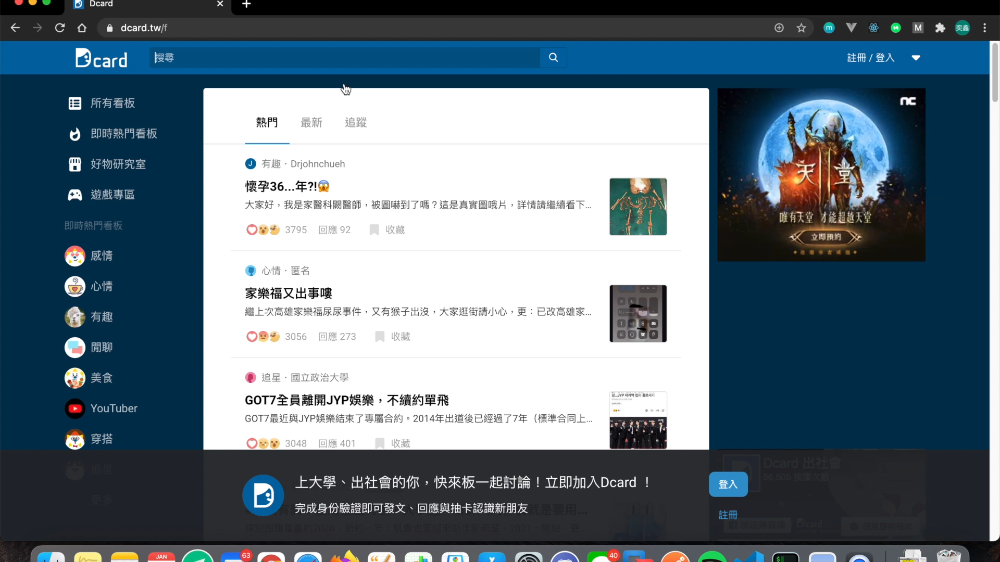 Dcard
dcard.tw/f
M
奕鑫
Dcard
搜尋
註冊 / 登入
所有看板
即時熱門看板
好物研究室
遊戲專區
即時熱門看板
感情
心情
有趣
閒聊
美食
YouTuber
穿搭
追星
更多
熱門
最新
追蹤
J
有趣・Drjohnchueh
懷孕36...年?!😱
大家好，我是家醫科闕醫師，被圖嚇到了嗎？這是真實圖哦片，詳情請繼續看下...
3795
回應 92
收藏
心情・匿名
家樂福又出事嘍
繼上次高雄家樂福尿尿事件，又有猴子出沒，大家逛街請小心，更：已改高雄家...
3056
回應 273
收藏
追星・國立政治大學
GOT7全員離開JYP娛樂，不續約單飛
GOT7最近與JYP娛樂結束了專屬合約。2014年出道後已經過了7年（標準合同上...
3048
回應 401
收藏
nc
天堂
唯有天堂 才能超越天堂
立即預約
Dcard 出社會
上大學、出社會的你，快來板一起討論！立即加入Dcard ！
完成身份驗證即可發文、回應與抽卡認識新朋友
登入
註冊
JAN
63
40